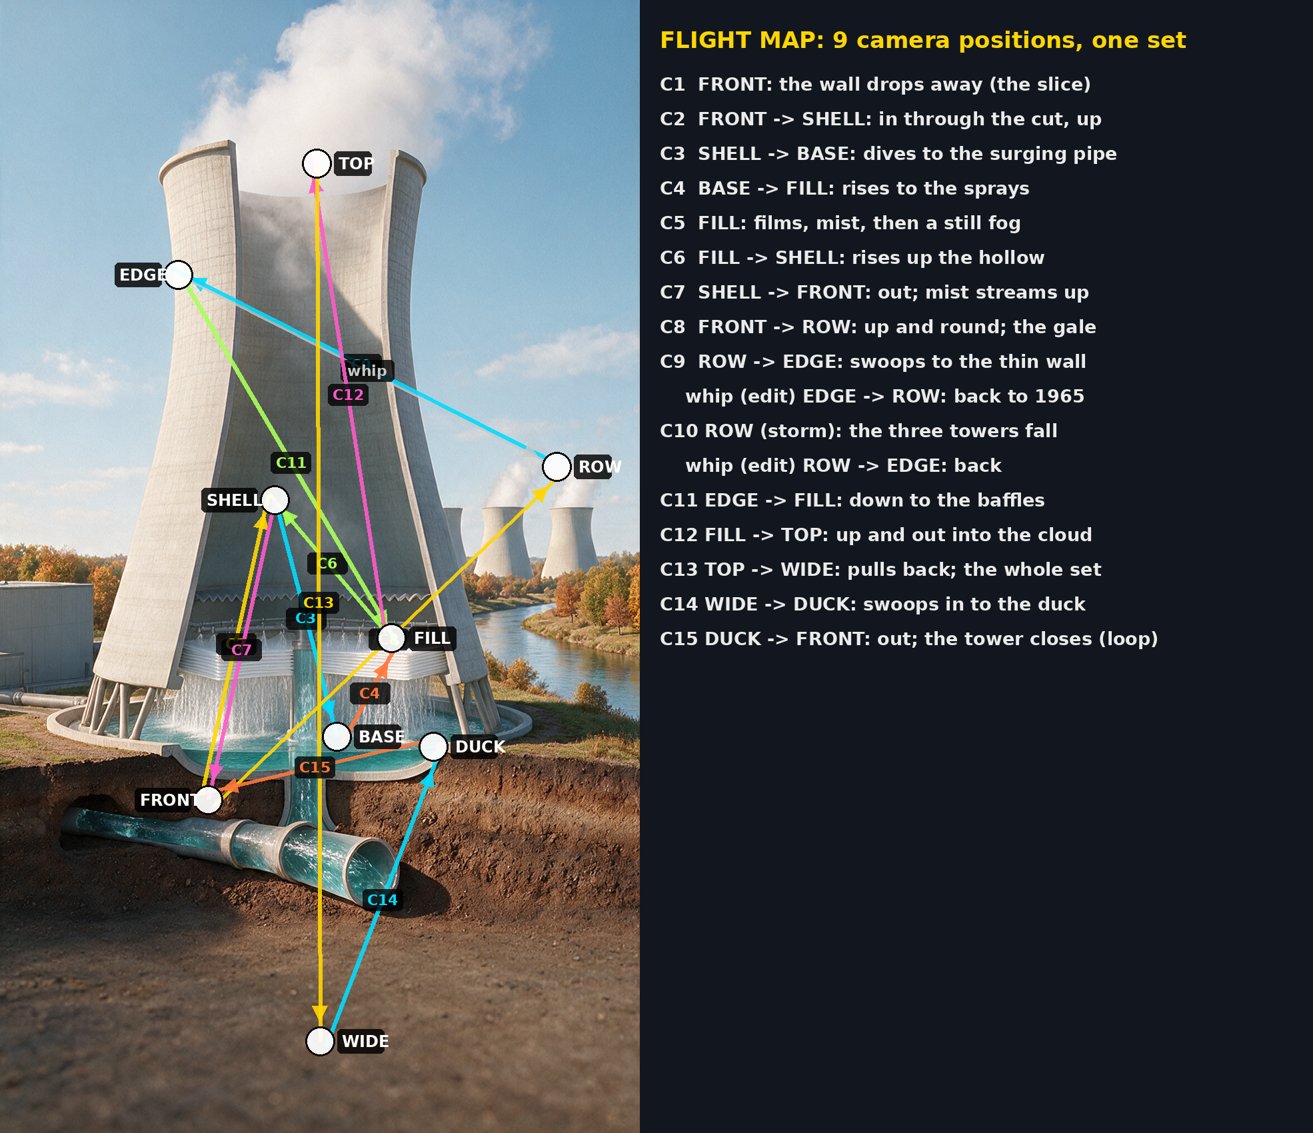 TOP
EDGE
whip
C12
C11
ROW
SHELL
C6
C13
C3
FILL
C7
C4
BASE
DUCK
C15
FRONT
C14
WIDE
FLIGHT MAP: 9 camera positions, one set
C1 FRONT: the wall drops away (the slice)
C2 FRONT -> SHELL: in through the cut, up
C3 SHELL -> BASE: dives to the surging pipe
C4 BASE -> FILL: rises to the sprays
C5 FILL: films, mist, then a still fog
C6 FILL -> SHELL: rises up the hollow
C7 SHELL -> FRONT: out; mist streams up
C8 FRONT -> ROW: up and round; the gale
C9 ROW -> EDGE: swoops to the thin wall
whip (edit) EDGE -> ROW: back to 1965
C10 ROW (storm): the three towers fall
whip (edit) ROW -> EDGE: back
C11 EDGE -> FILL: down to the baffles
C12 FILL -> TOP: up and out into the cloud
C13 TOP -> WIDE: pulls back; the whole set
C14 WIDE -> DUCK: swoops in to the duck
C15 DUCK -> FRONT: out; the tower closes (loop)